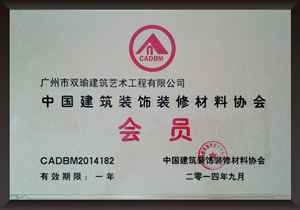 CADBM
广州市双瑜建筑艺术工程有限公司
中国建筑装饰装修材料协会
会员
CADBM2014182
中国建筑装饰装修材料协会
有效期限：一年
二零一四年九月